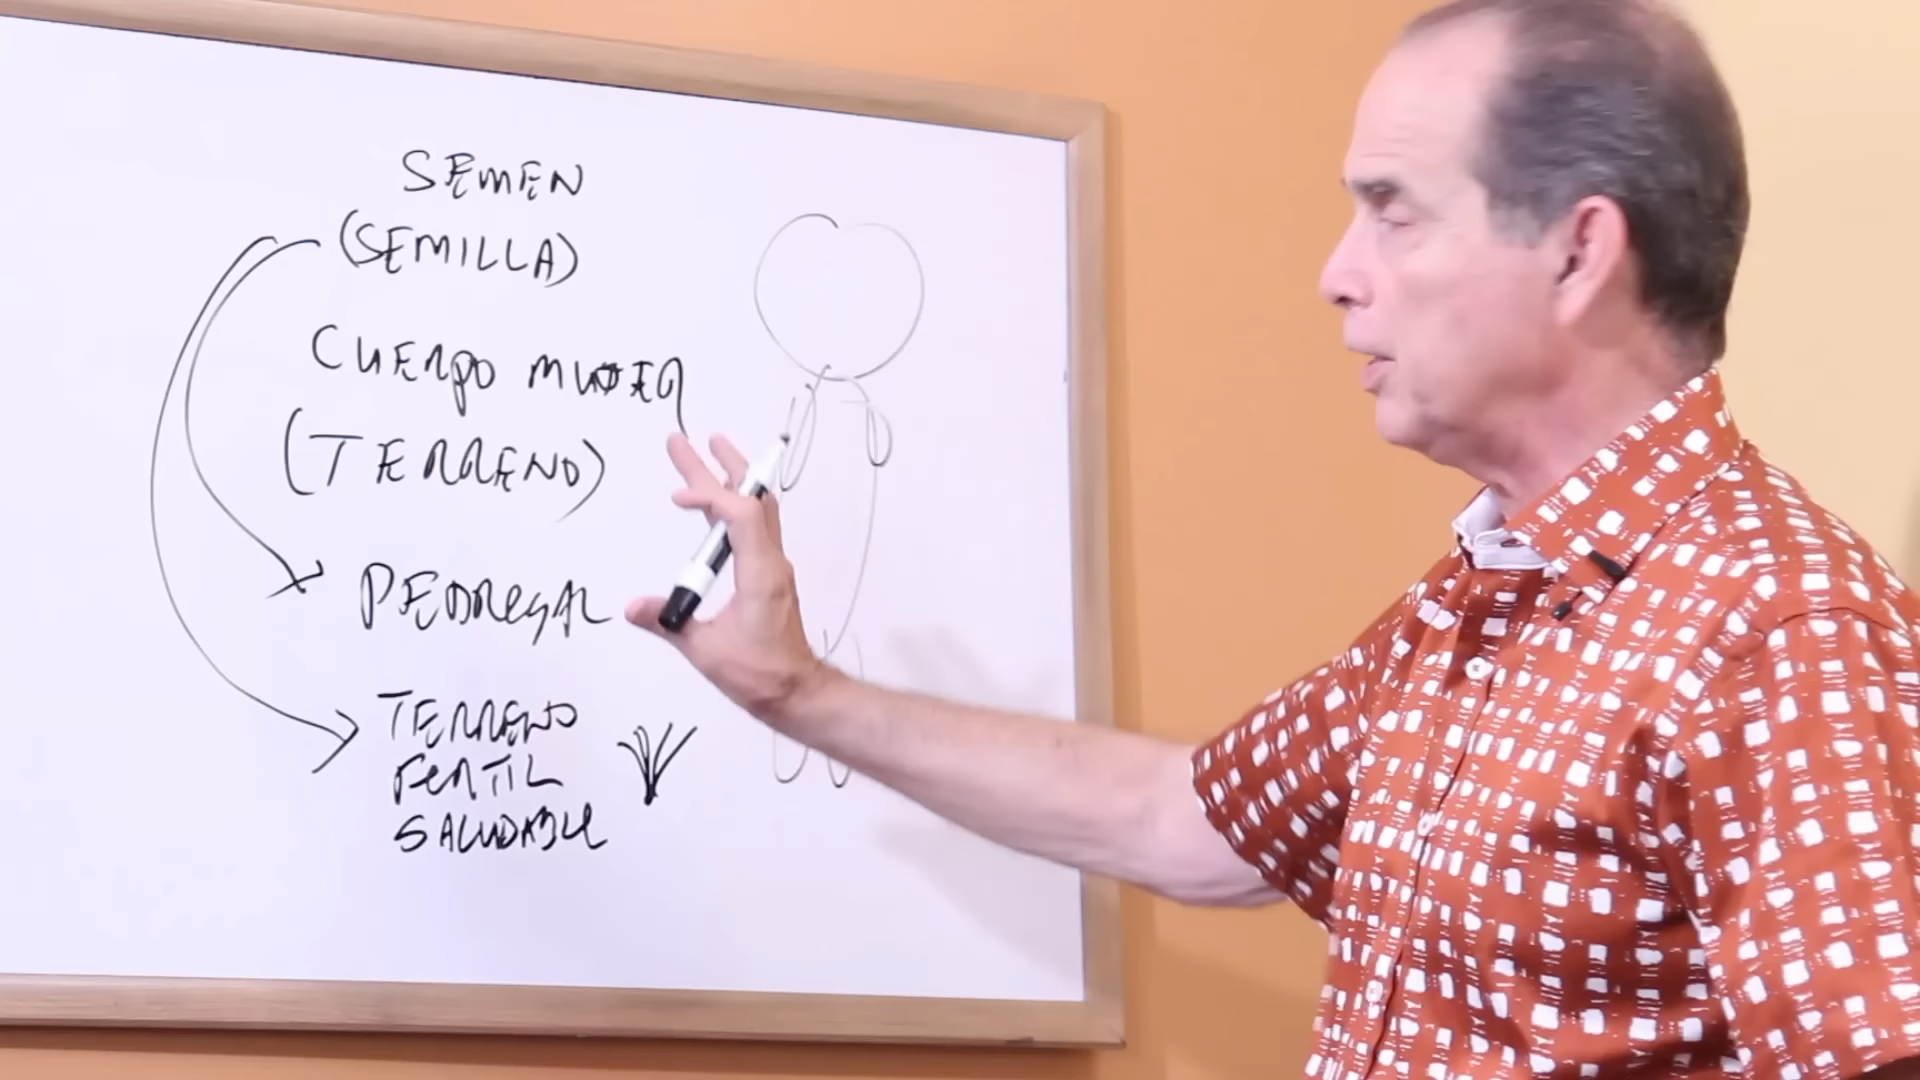 SEMEN
(SEMILLA)
CUERPO MUJER
(TERRENO)
PEDREGAL
TERRENO
FERTIL
SALUDABLE